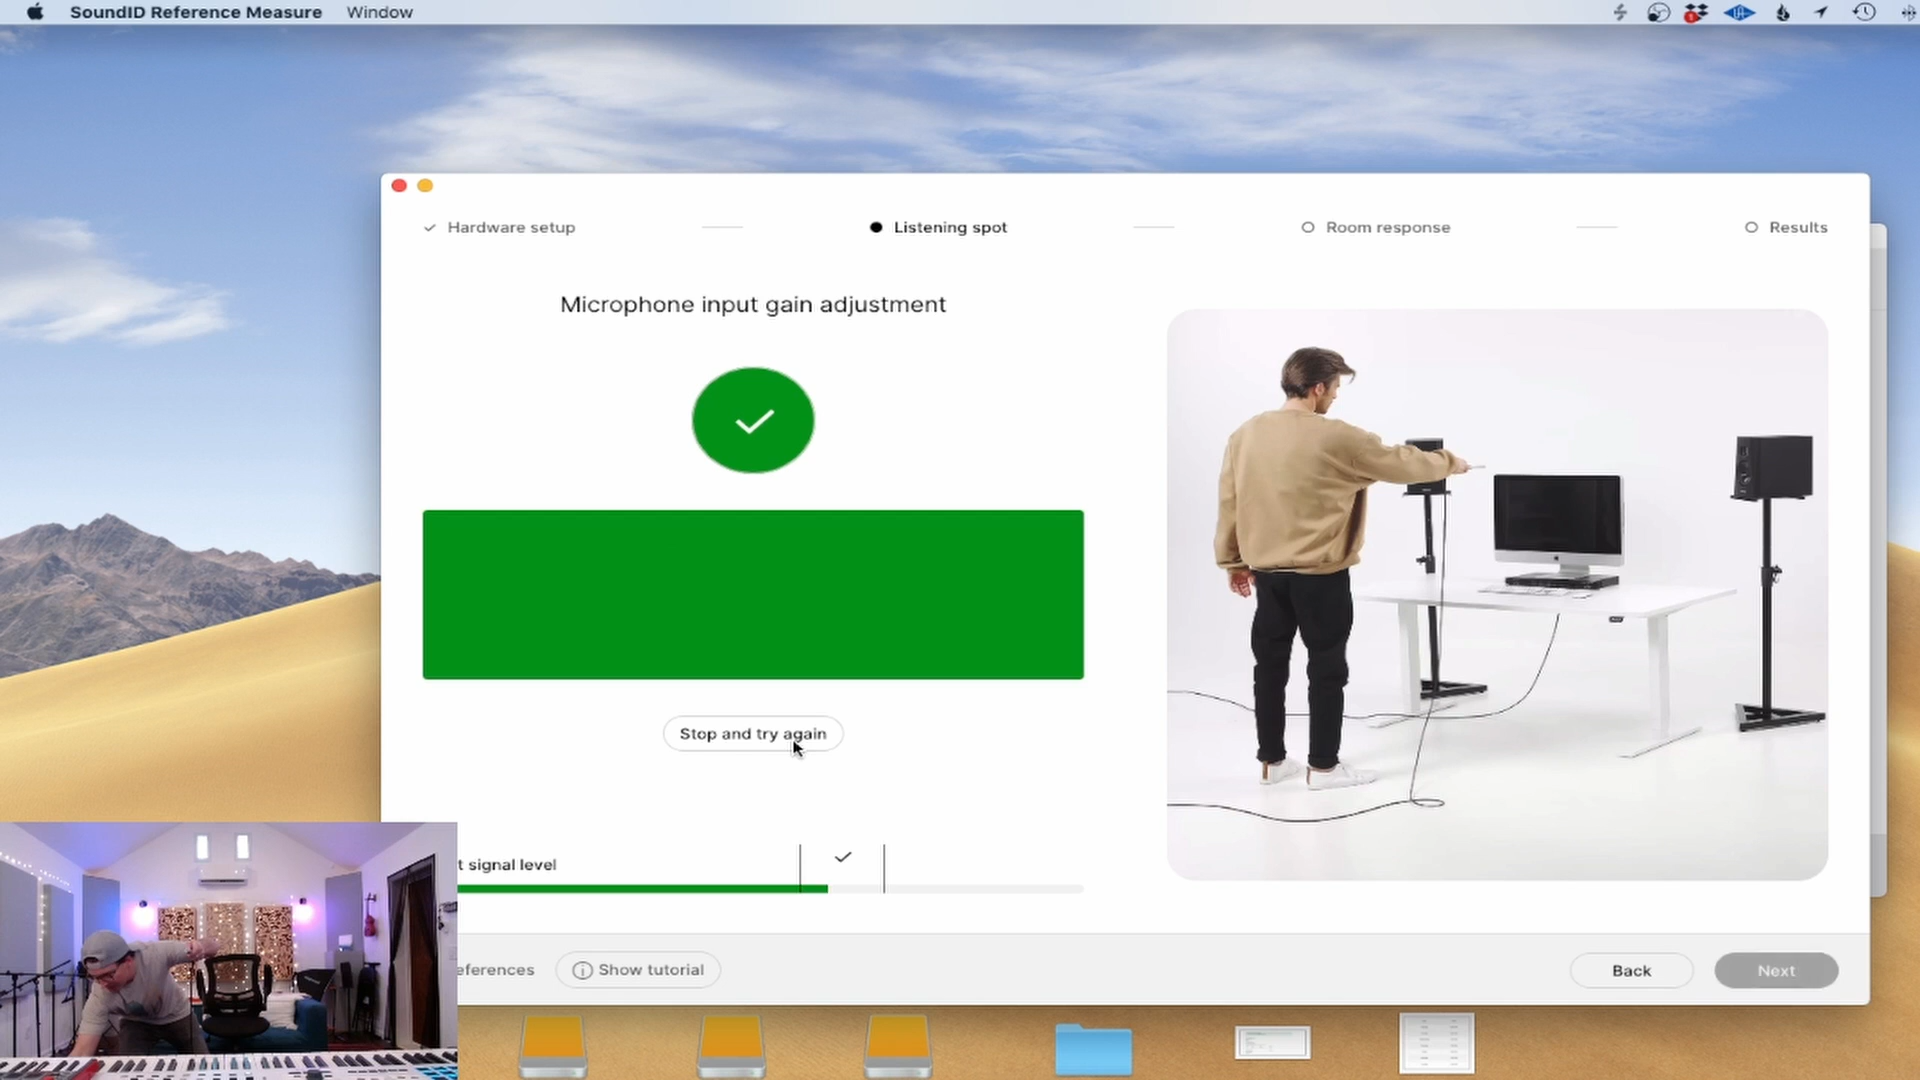 SoundID Reference Measure Window
Hardware setup
Listening spot
Room response
Results
Microphone input gain adjustment
Stop and try again
t signal level
eferences
Show tutorial
Back
Next